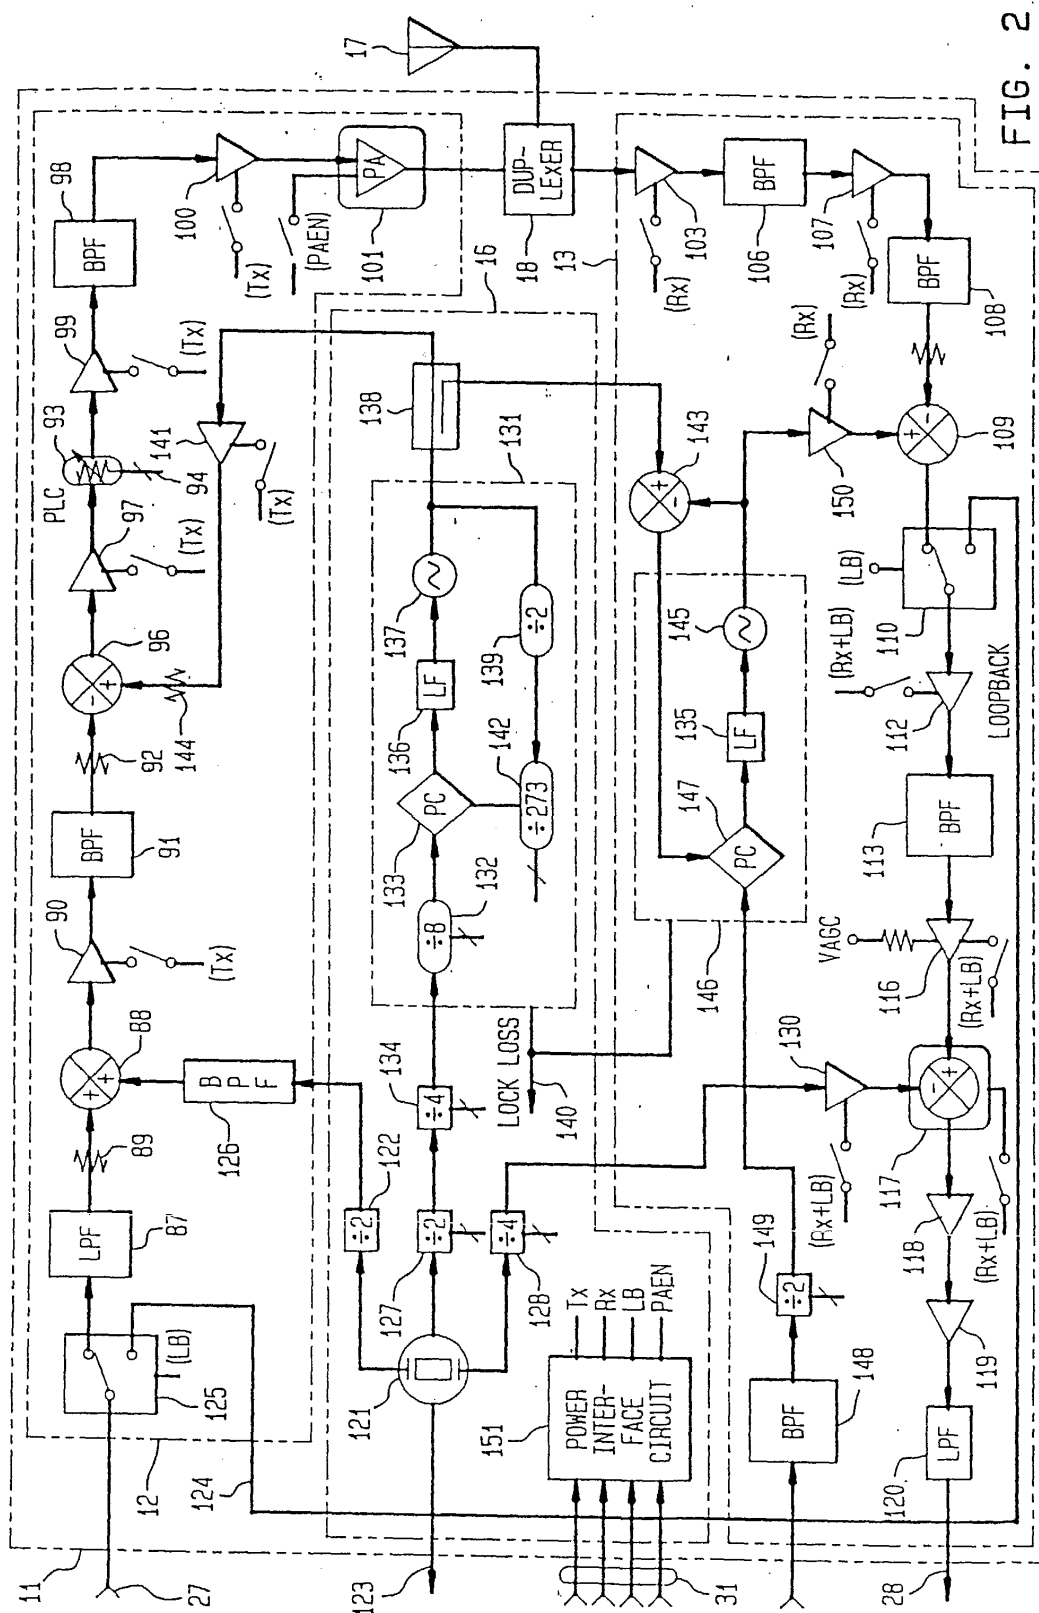 11
27
12
124
125
(LB)
LPF
87
89
88
126
BPF
90
(Tx)
BPF
91
92
144
96
97
(Tx)
PLC
93
94
141
(Tx)
99
(Tx)
BPF
98
100
(Tx)
(PAEN)
PA
101
17
123
121
÷2
122
÷2
127
÷4
128
÷4
134
÷8
132
PC
133
LF
136
137
÷273
142
÷2
139
131
138
16
LOCK LOSS
140
DUP-
LEXER
18
13
31
151
POWER
INTER-
FACE
CIRCUIT
Tx
Rx
LB
PAEN
BPF
148
÷2
149
130
(Rx+LB)
146
PC
147
LF
135
145
143
150
(Rx)
103
(Rx)
BPF
106
107
(Rx)
BPF
108
109
28
LPF
120
119
118
117
(Rx+LB)
116
VAGC
(Rx+LB)
BPF
113
112
(Rx+LB)
110
(LB)
LOOPBACK
FIG. 2